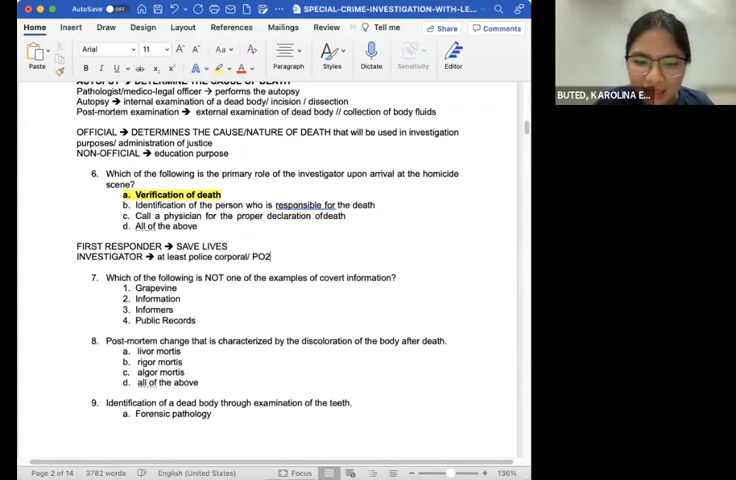 AutoSave OFF
SPECIAL-CRIME-INVESTIGATION-WITH-LE...
Home Insert Draw Design Layout References Mailings Review Tell me
Share Comments
Arial 11
Paste Paragraph Styles Dictate Sensitivity Editor
AUTOPSY → DETERMINE THE CAUSE OF DEATH
Pathologist/medico-legal officer → performs the autopsy
Autopsy → internal examination of a dead body/ incision / dissection
Post-mortem examination → external examination of dead body // collection of body fluids
OFFICIAL → DETERMINES THE CAUSE/NATURE OF DEATH that will be used in investigation
purposes/ administration of justice
NON-OFFICIAL → education purpose
6. Which of the following is the primary role of the investigator upon arrival at the homicide
scene?
a. Verification of death
b. Identification of the person who is responsible for the death
c. Call a physician for the proper declaration ofdeath
d. All of the above
FIRST RESPONDER → SAVE LIVES
INVESTIGATOR → at least police corporal/ PO2
7. Which of the following is NOT one of the examples of covert information?
1. Grapevine
2. Information
3. Informers
4. Public Records
8. Post-mortem change that is characterized by the discoloration of the body after death.
a. livor mortis
b. rigor mortis
c. algor mortis
d. all of the above
9. Identification of a dead body through examination of the teeth.
a. Forensic pathology
Page 2 of 14 3782 words English (United States) Focus 136%
BUTED, KAROLINA E...